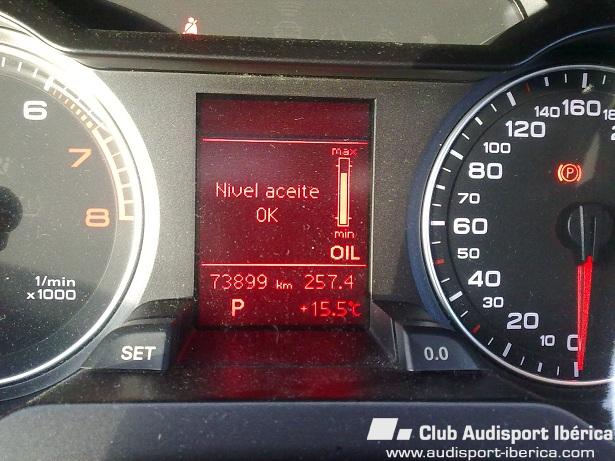 6
7
8
1/min
x1000
max
Nivel aceite
OK
min
OIL
73899 km 257.4
P +15.5°C
SET
0.0
160
140
120
100
80
60
50
40
30
20
10
0
(P)
Club Audisport Ibérica
www.audisport-iberica.com